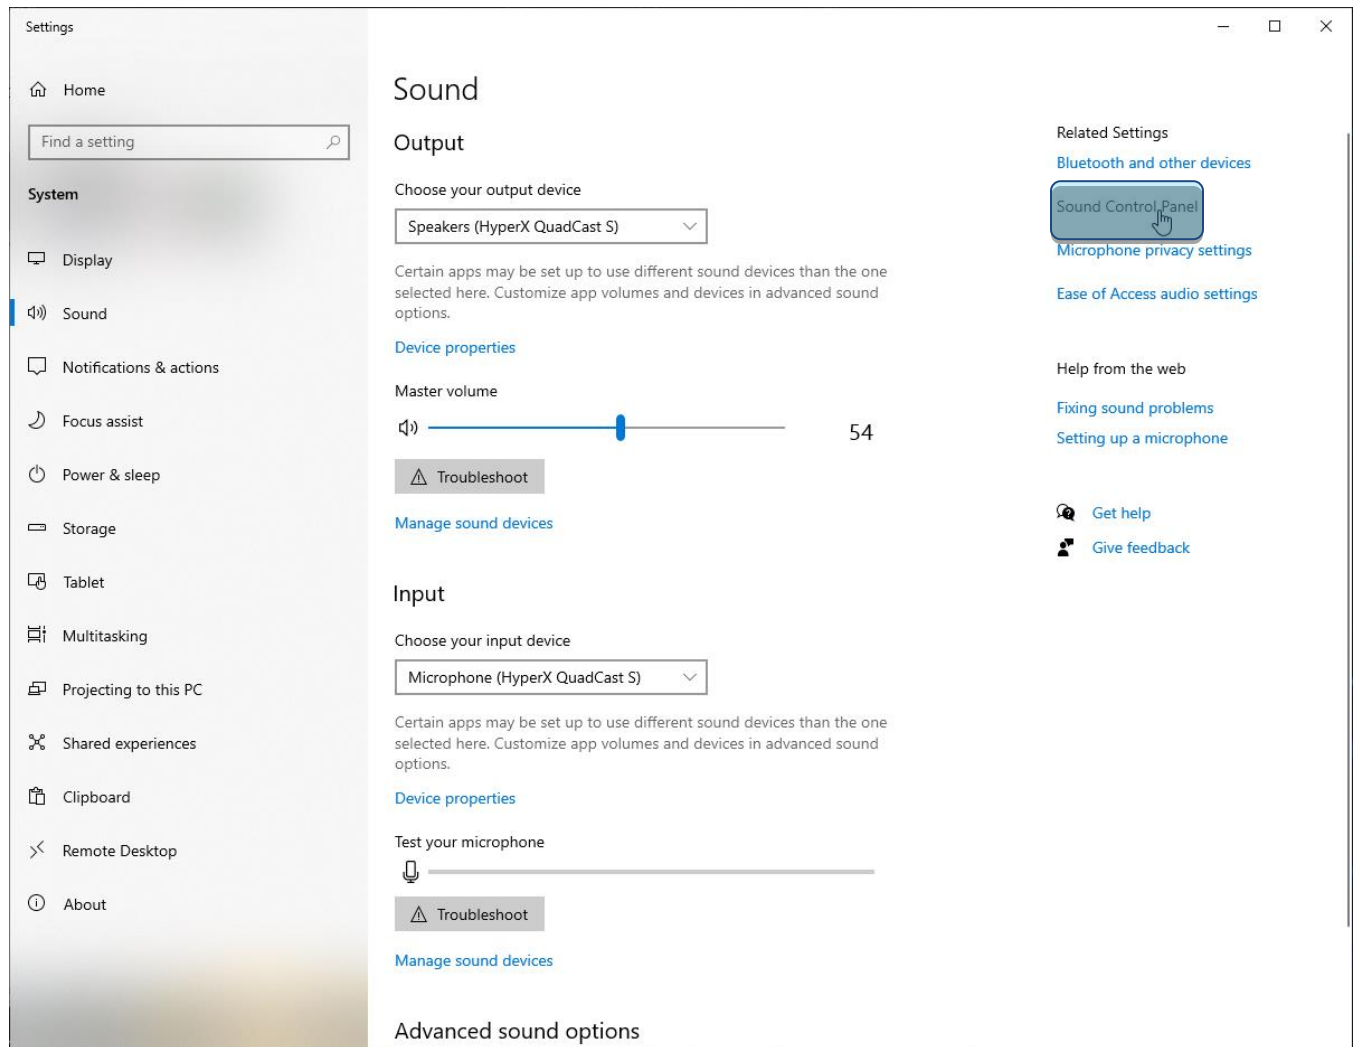 Settings
Home
Find a setting
System
Display
Sound
Notifications & actions
Focus assist
Power & sleep
Storage
Tablet
Multitasking
Projecting to this PC
Shared experiences
Clipboard
Remote Desktop
About
Sound
Output
Choose your output device
Speakers (HyperX QuadCast S)
Certain apps may be set up to use different sound devices than the one
selected here. Customize app volumes and devices in advanced sound
options.
Device properties
Master volume
54
Troubleshoot
Manage sound devices
Input
Choose your input device
Microphone (HyperX QuadCast S)
Certain apps may be set up to use different sound devices than the one
selected here. Customize app volumes and devices in advanced sound
options.
Device properties
Test your microphone
Troubleshoot
Manage sound devices
Advanced sound options
Related Settings
Bluetooth and other devices
Sound Control Panel
Microphone privacy settings
Ease of Access audio settings
Help from the web
Fixing sound problems
Setting up a microphone
Get help
Give feedback